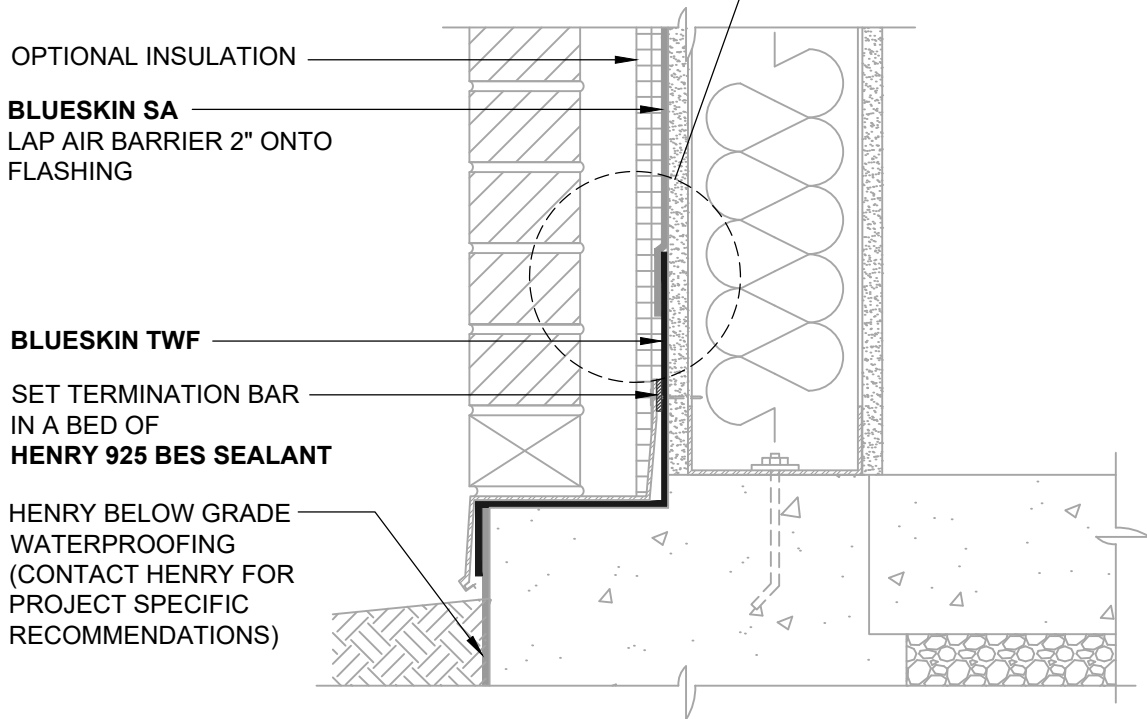 OPTIONAL INSULATION
BLUESKIN SA
LAP AIR BARRIER 2" ONTO
FLASHING
BLUESKIN TWF
SET TERMINATION BAR
IN A BED OF
HENRY 925 BES SEALANT
HENRY BELOW GRADE
WATERPROOFING
(CONTACT HENRY FOR
PROJECT SPECIFIC
RECOMMENDATIONS)